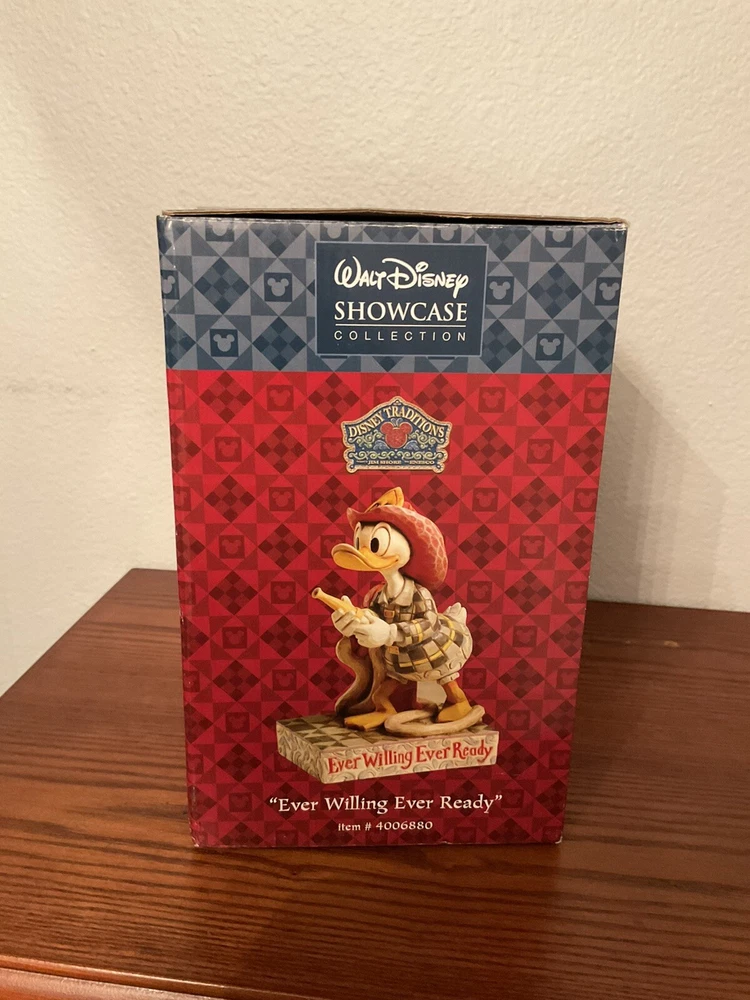 WALT DISNEY
SHOWCASE
COLLECTION
DISNEY TRADITIONS
JIM SHORE ENESCO
Ever Willing Ever Ready
“Ever Willing Ever Ready”
Item # 4006880